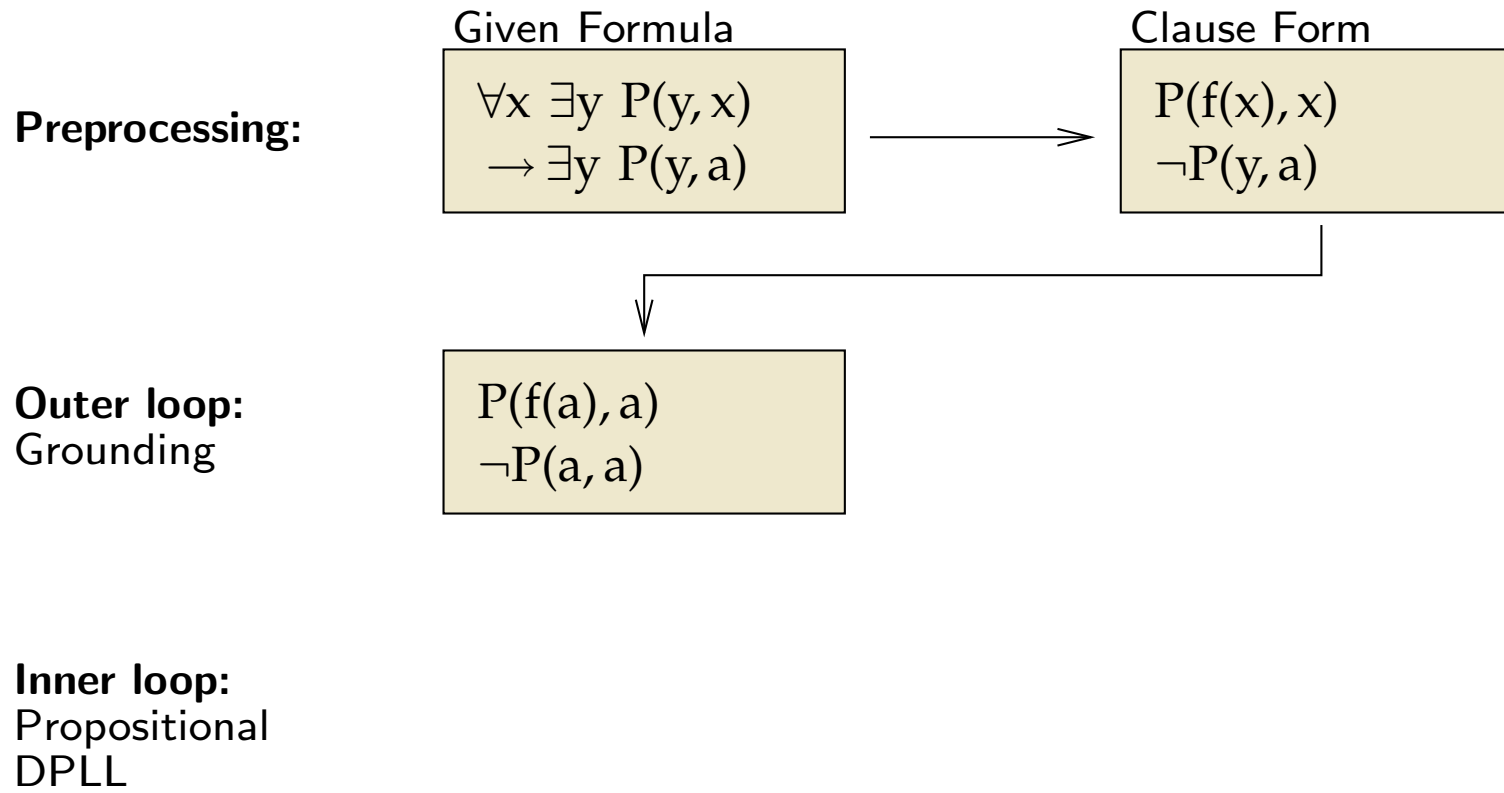 Given Formula
Clause Form
Preprocessing:
∀x ∃y P(y, x)
→ ∃y P(y, a)
P(f(x), x)
¬P(y, a)
Outer loop:
Grounding
P(f(a), a)
¬P(a, a)
Inner loop:
Propositional
DPLL